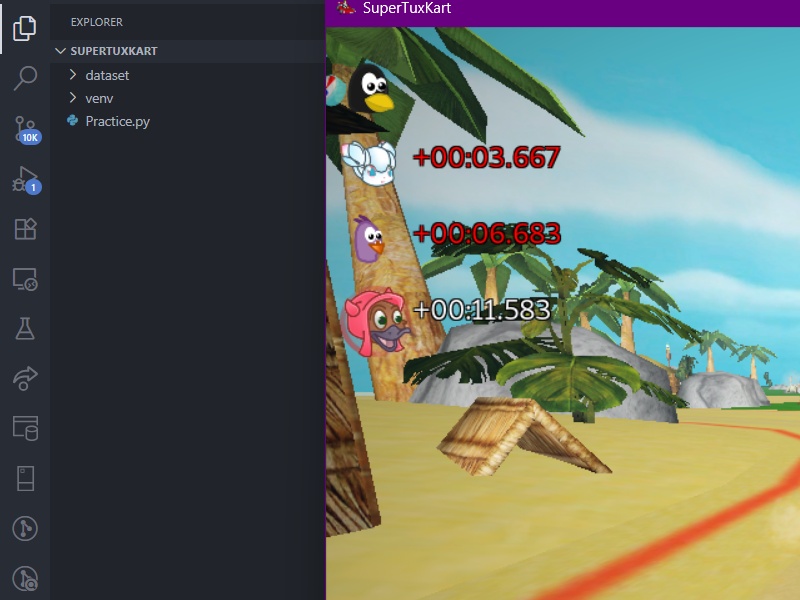 EXPLORER
SUPERTUXKART
dataset
venv
Practice.py
10K
1
SuperTuxKart
+00:03.667
+00:06.683
+00:11.583